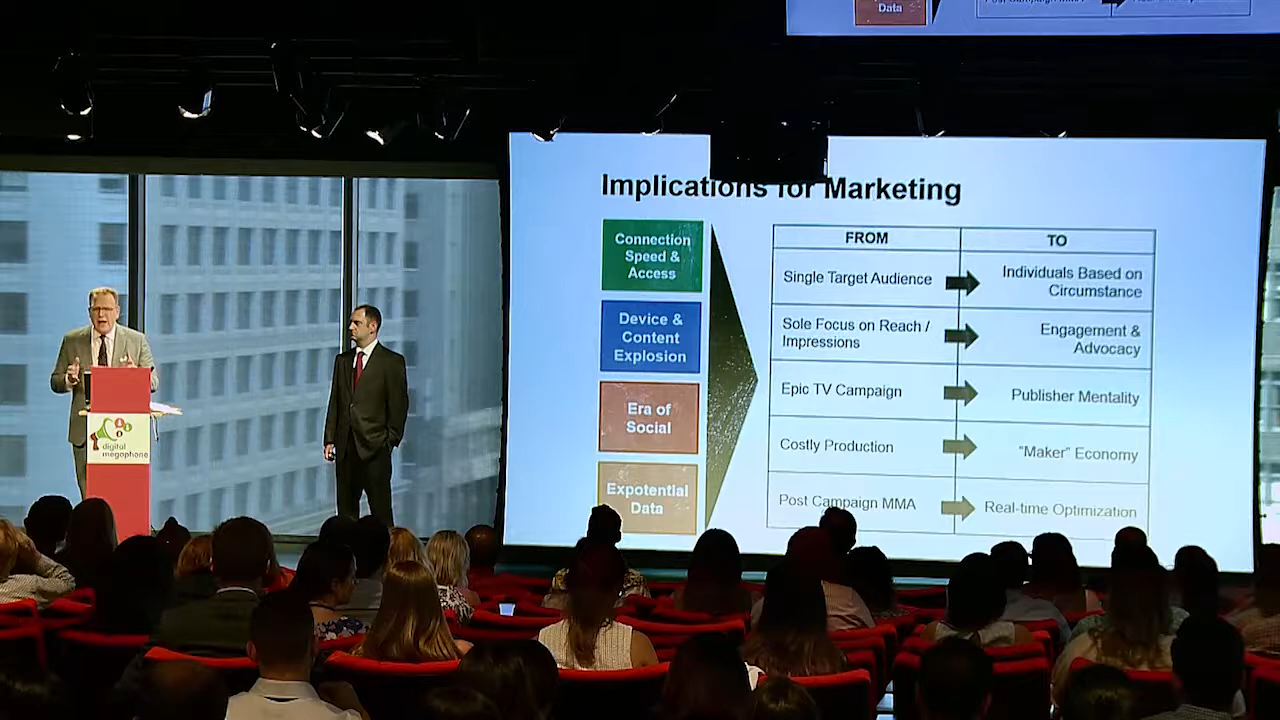 Data
Implications for Marketing
Connection
Speed &
Access
Device &
Content
Explosion
Era of
Social
Expotential
Data
FROM
TO
Single Target Audience
Individuals Based on
Circumstance
Sole Focus on Reach /
Impressions
Engagement &
Advocacy
Epic TV Campaign
Publisher Mentality
Costly Production
“Maker” Economy
Post Campaign MMA
Real-time Optimization
digital
megaphone